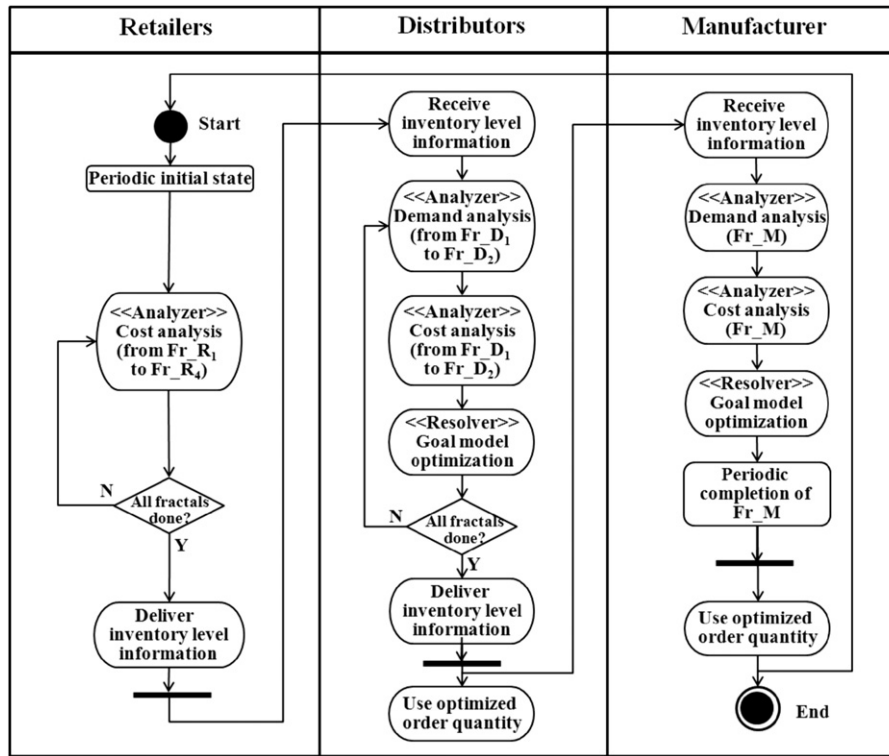 Retailers
Distributors
Manufacturer
Start
Periodic initial state
<<Analyzer>>
Cost analysis
(from Fr_R₁
to Fr_R₄)
N
All fractals
done?
Y
Deliver
inventory level
information
Receive
inventory level
information
<<Analyzer>>
Demand analysis
(from Fr_D₁
to Fr_D₂)
<<Analyzer>>
Cost analysis
(from Fr_D₁
to Fr_D₂)
<<Resolver>>
Goal model
optimization
N
All fractals
done?
Y
Deliver
inventory level
information
Use optimized
order quantity
Receive
inventory level
information
<<Analyzer>>
Demand analysis
(Fr_M)
<<Analyzer>>
Cost analysis
(Fr_M)
<<Resolver>>
Goal model
optimization
Periodic
completion of
Fr_M
Use optimized
order quantity
End